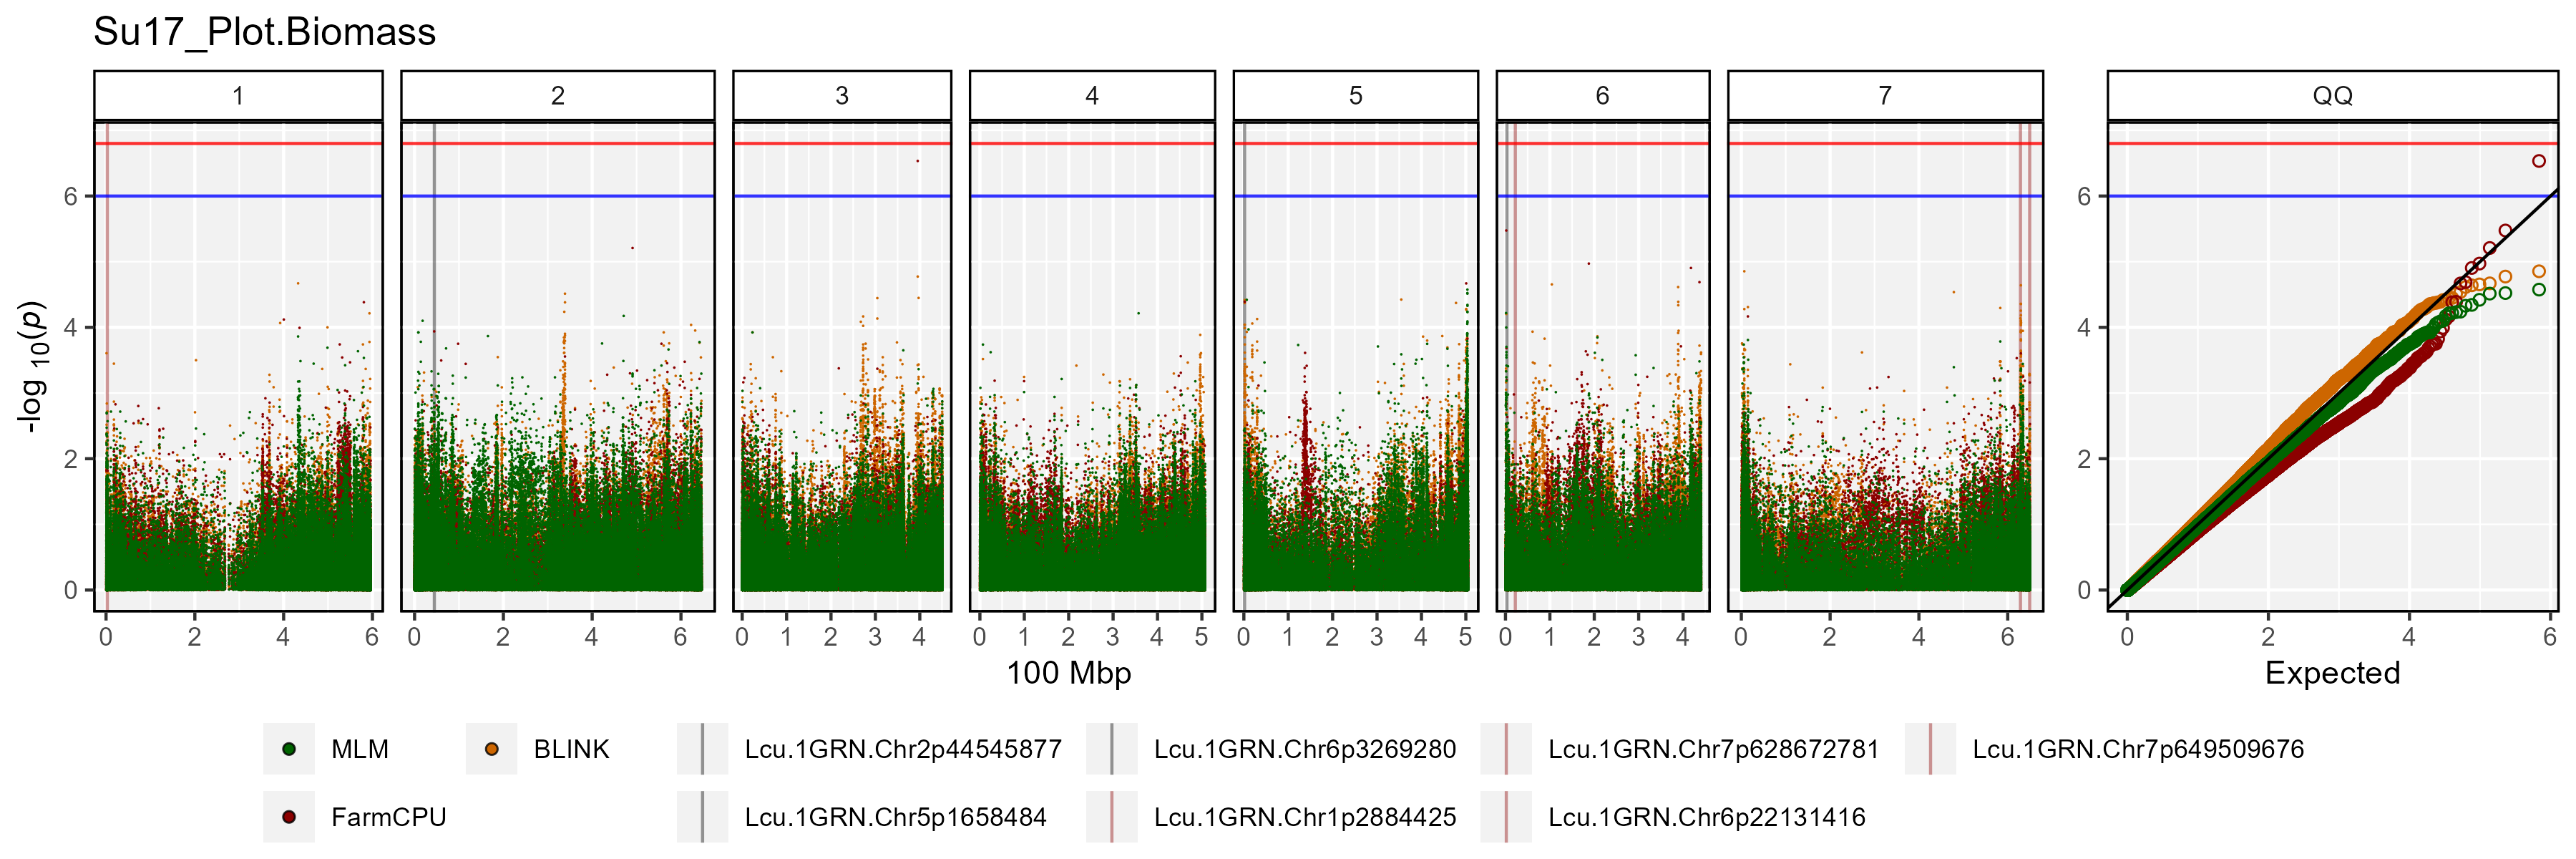 Su17_Plot.Biomass
1 2 3 4 5 6 7 QQ
-log 10(p)
6 6
4 4
2 2
0 0
0 2 4 6 0 2 4 6 0 1 2 3 4 0 1 2 3 4 5 0 1 2 3 4 5 0 1 2 3 4 0 2 4 6 0 2 4 6
100 Mbp Expected
MLM BLINK Lcu.1GRN.Chr2p44545877 Lcu.1GRN.Chr6p3269280 Lcu.1GRN.Chr7p628672781 Lcu.1GRN.Chr7p649509676
FarmCPU Lcu.1GRN.Chr5p1658484 Lcu.1GRN.Chr1p2884425 Lcu.1GRN.Chr6p22131416